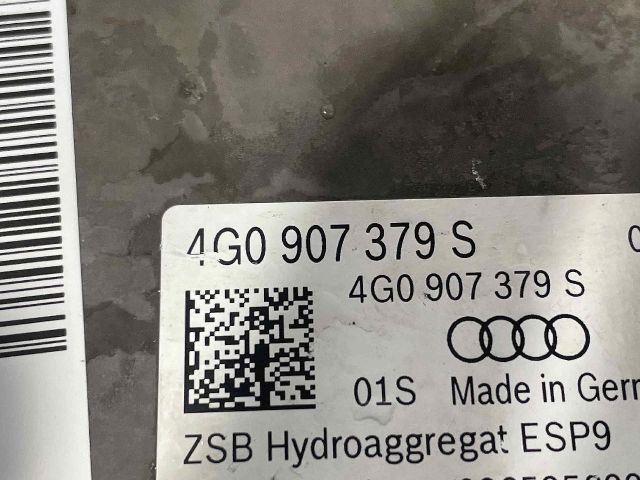 4G0 907 379 S
4G0 907 379 S
01S Made in Germ
ZSB Hydroaggregat ESP9